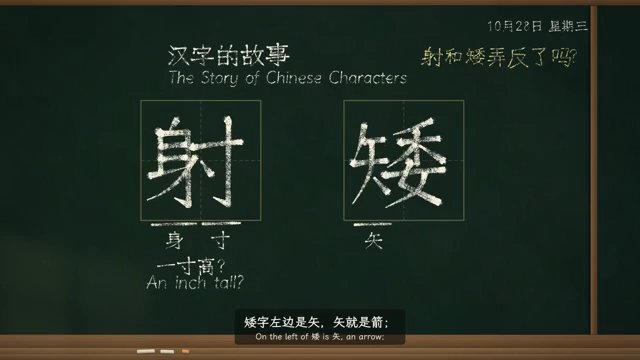 10月28日 星期三
汉字的故事
The Story of Chinese Characters
射和矮弄反了吗?
射 矮
身 寸 矢
一寸高?
An inch tall?
矮字左边是矢，矢就是箭；
On the left of 矮 is 矢, an arrow;